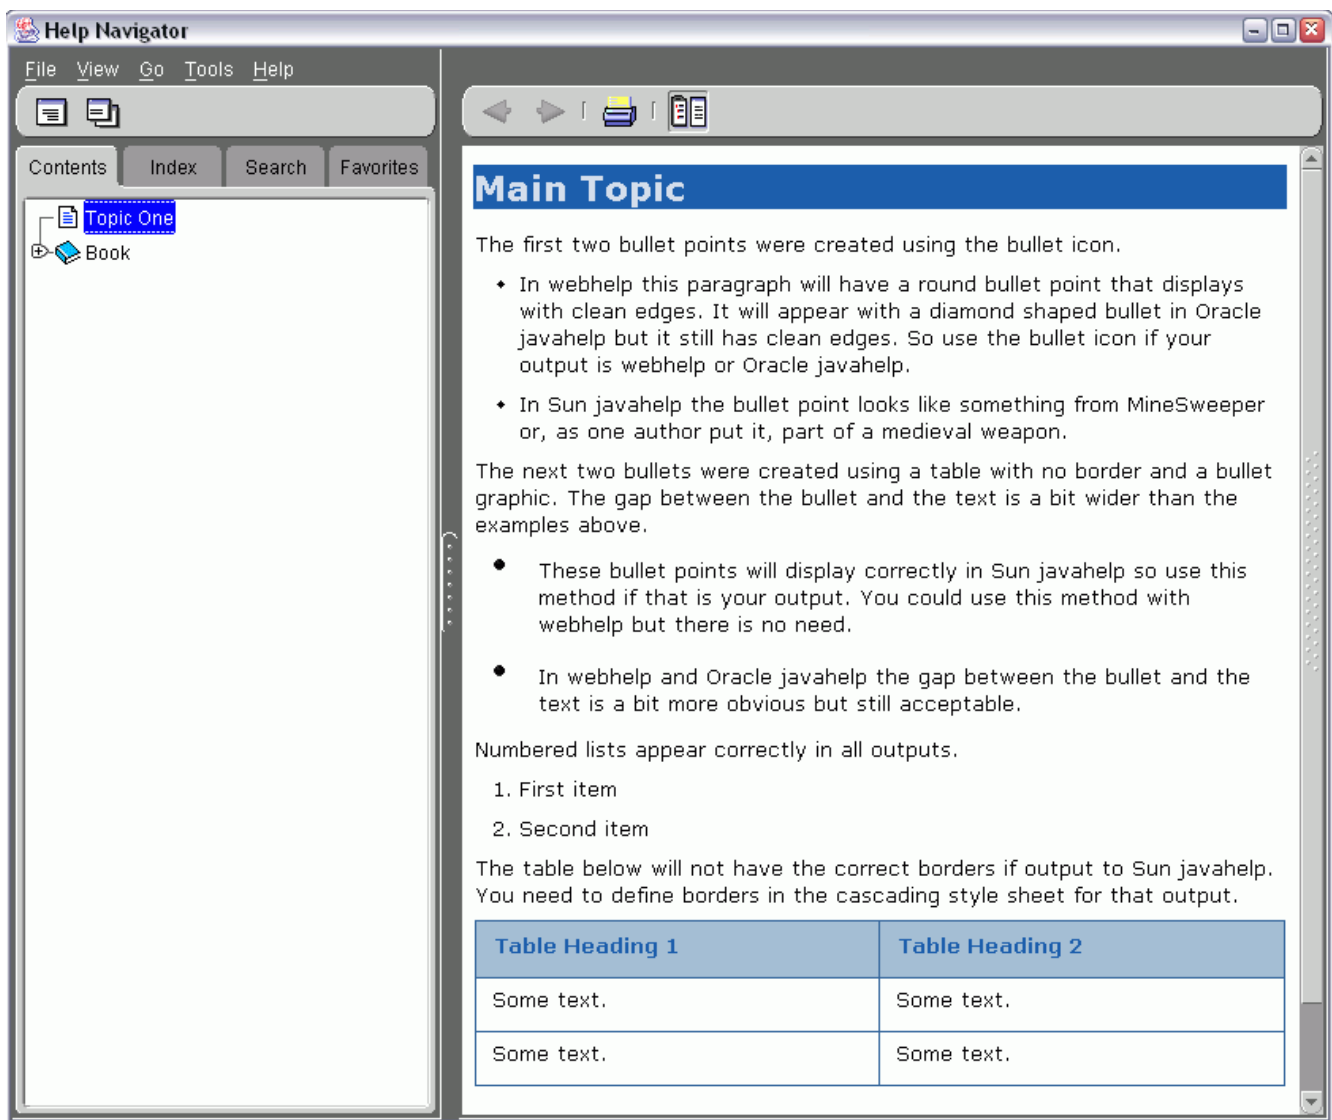 Help Navigator
File View Go Tools Help
Contents Index Search Favorites
Topic One
Book
Main Topic
The first two bullet points were created using the bullet icon.
In webhelp this paragraph will have a round bullet point that displays
with clean edges. It will appear with a diamond shaped bullet in Oracle
javahelp but it still has clean edges. So use the bullet icon if your
output is webhelp or Oracle javahelp.
In Sun javahelp the bullet point looks like something from MineSweeper
or, as one author put it, part of a medieval weapon.
The next two bullets were created using a table with no border and a bullet
graphic. The gap between the bullet and the text is a bit wider than the
examples above.
These bullet points will display correctly in Sun javahelp so use this
method if that is your output. You could use this method with
webhelp but there is no need.
In webhelp and Oracle javahelp the gap between the bullet and the
text is a bit more obvious but still acceptable.
Numbered lists appear correctly in all outputs.
1. First item
2. Second item
The table below will not have the correct borders if output to Sun javahelp.
You need to define borders in the cascading style sheet for that output.
Table Heading 1 Table Heading 2
Some text. Some text.
Some text. Some text.